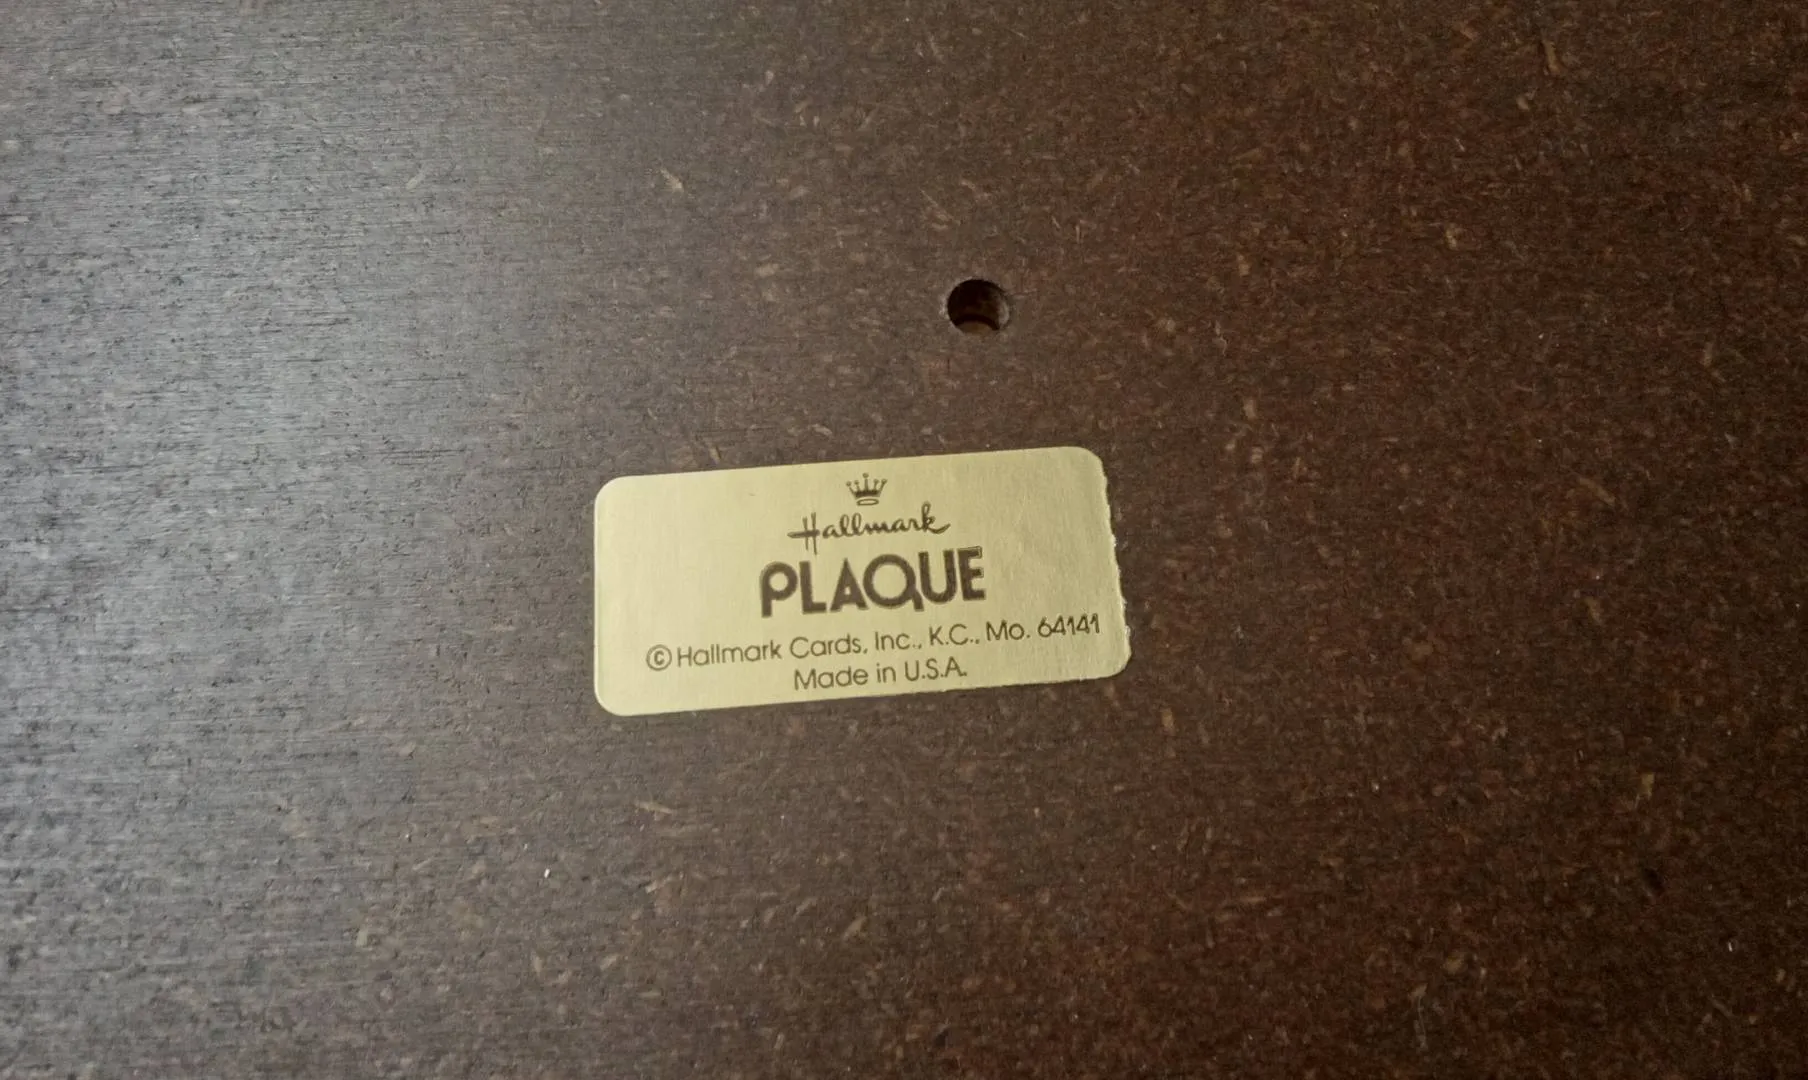 Hallmark
PLAQUE
©Hallmark Cards, Inc., K.C., Mo. 64141
Made in U.S.A.